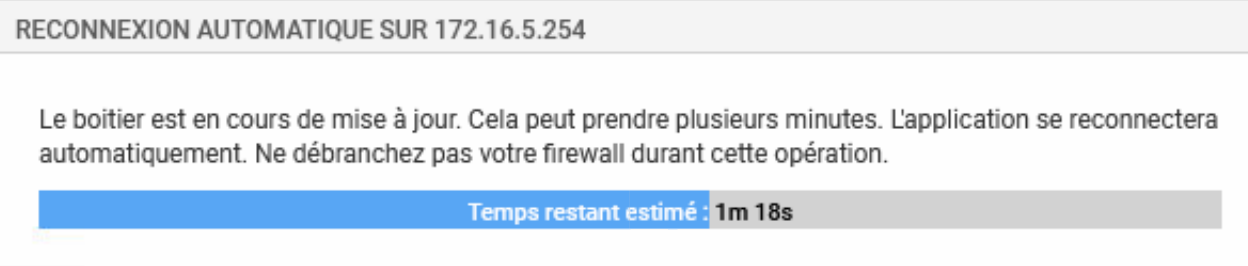 RECONNEXION AUTOMATIQUE SUR 172.16.5.254
Le boitier est en cours de mise à jour. Cela peut prendre plusieurs minutes. L'application se reconnectera
automatiquement. Ne débranchez pas votre firewall durant cette opération.
Temps restant estimé : 1m 18s